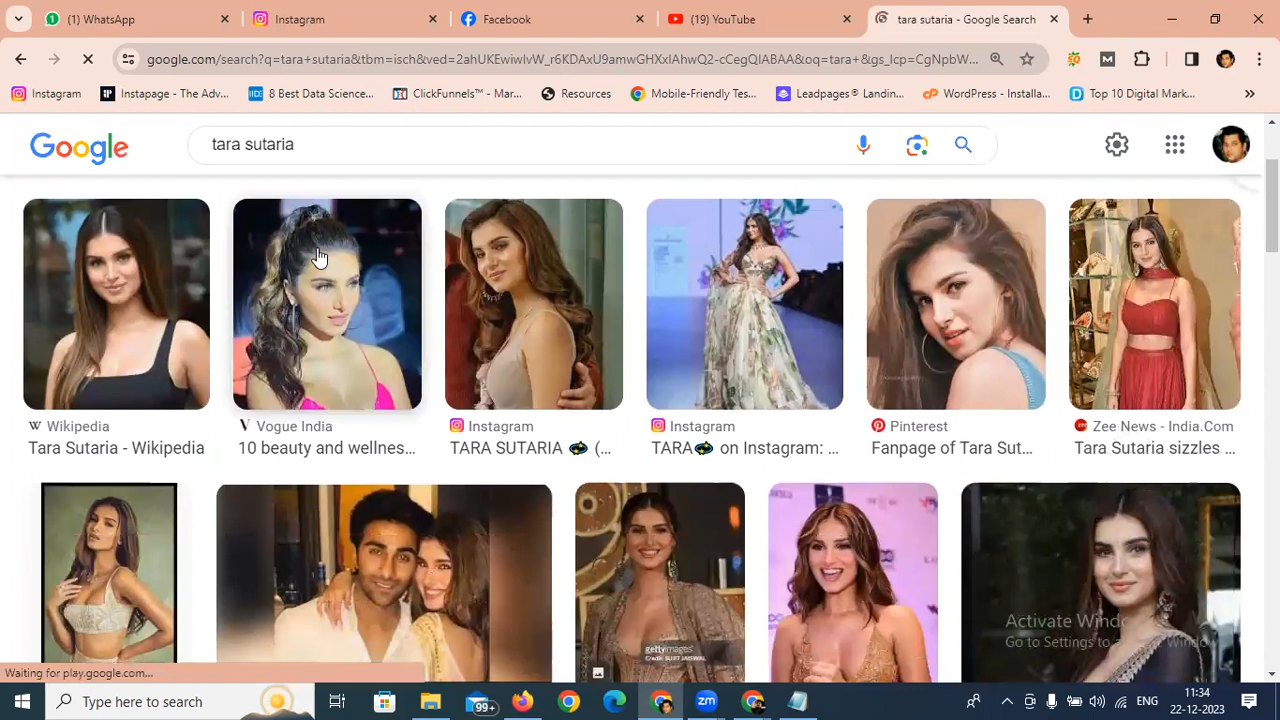 (1) WhatsApp
Instagram
Facebook
(19) YouTube
tara sutaria - Google Search
google.com/search?q=tara+sutaria&tbm=isch&ved=2ahUKEwiwloW_r6KDAxU9amwGHXxlAhwQ2-cCegQIABAA&oq=tara+&gs_lcp=CgNpbW...
Instagram
Instapage - The Adv...
8 Best Data Science...
ClickFunnels™ - Mar...
Resources
Mobile-Friendly Tes...
Leadpages® Landin...
WordPress - Installa...
Top 10 Digital Mark...
Google
tara sutaria
Wikipedia
Tara Sutaria - Wikipedia
Vogue India
10 beauty and wellnes...
Instagram
TARA SUTARIA 🧿 (...
Instagram
TARA🧿 on Instagram: ...
Pinterest
Fanpage of Tara Sut...
Zee News - India.Com
Tara Sutaria sizzles ...
gettyimages
Activate Windo
Go to Settings to a
Window
Waiting for play.google.com...
Type here to search
99+
zm
ENG
11:34
22-12-2023